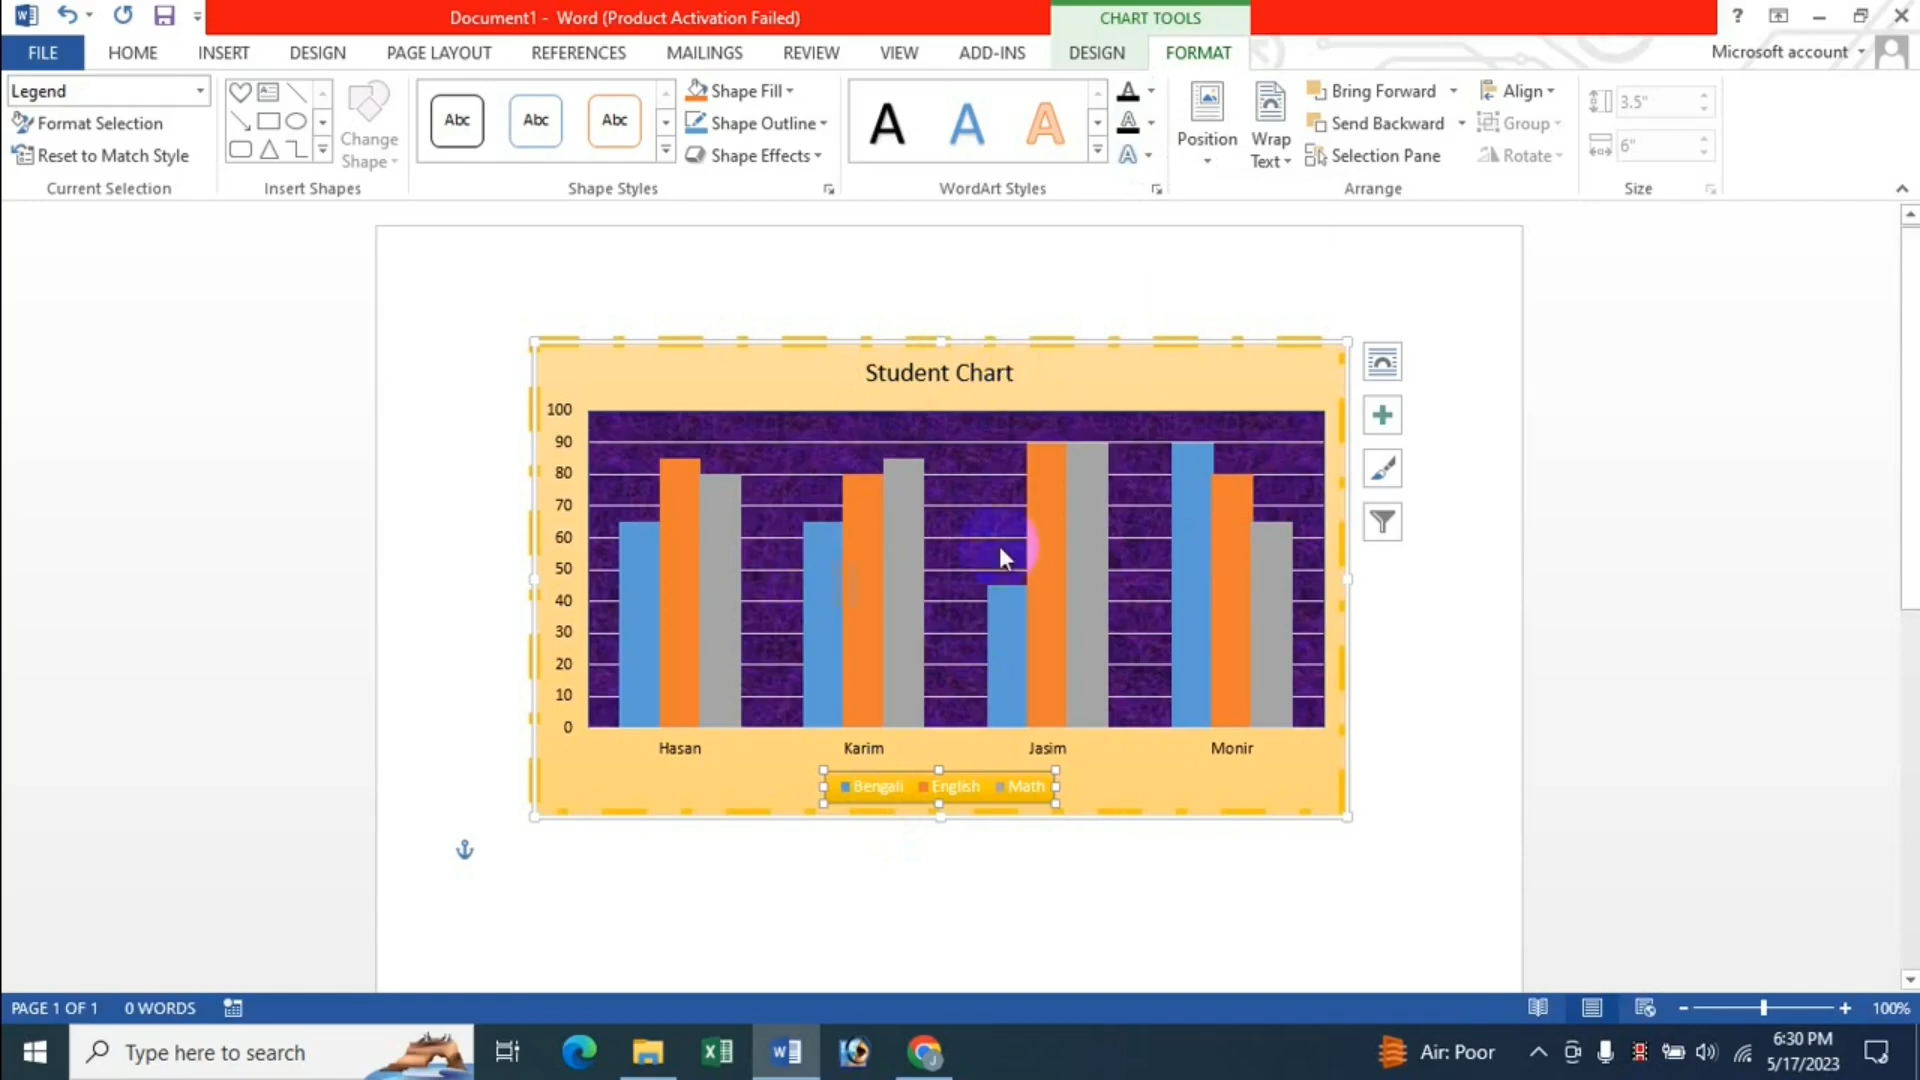 Document1 - Word (Product Activation Failed)
CHART TOOLS
?
FILE HOME INSERT DESIGN PAGE LAYOUT REFERENCES MAILINGS REVIEW VIEW ADD-INS DESIGN FORMAT Microsoft account
Legend
Format Selection
Reset to Match Style
Current Selection
Change
Shape
Insert Shapes
Abc Abc Abc
Shape Fill
Shape Outline
Shape Effects
Shape Styles
A A A
A
A
A
WordArt Styles
Position
Wrap
Text
Bring Forward
Send Backward
Selection Pane
Align
Group
Rotate
Arrange
3.5"
6"
Size
Student Chart
100
90
80
70
60
50
40
30
20
10
0
Hasan Karim Jasim Monir
Bengali English Math
PAGE 1 OF 1 0 WORDS 100%
Type here to search
Air: Poor
6:30 PM
5/17/2023